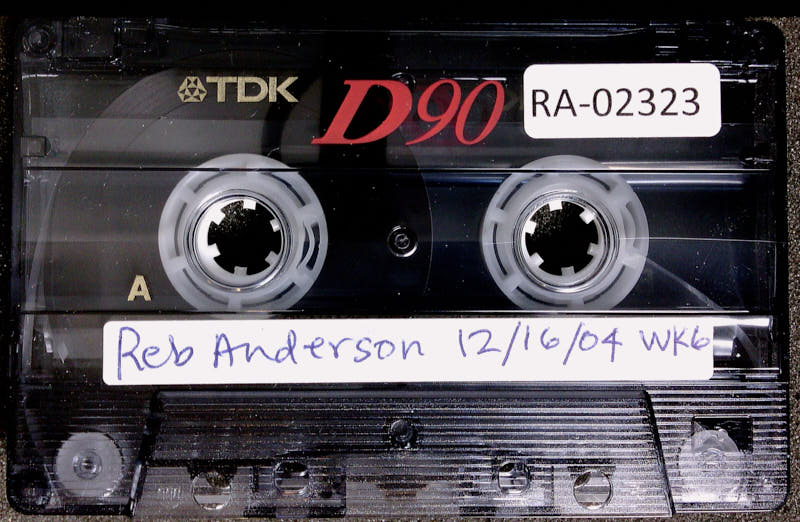 TDK
D90
RA-02323
A
Reb Anderson 12/16/04 WK6